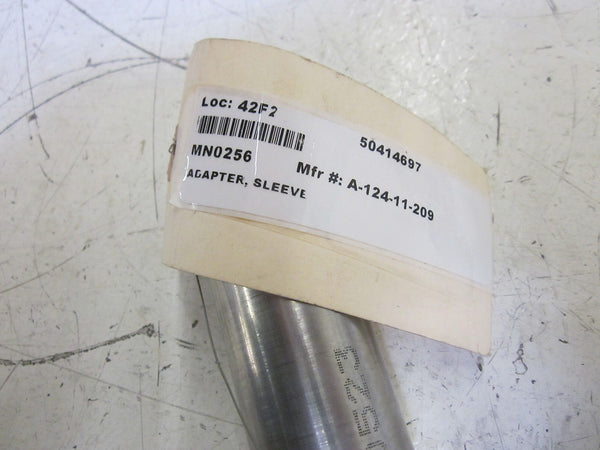 Loc: 42F2
50414697
MN0256
Mfr #: A-124-11-209
ADAPTER, SLEEVE